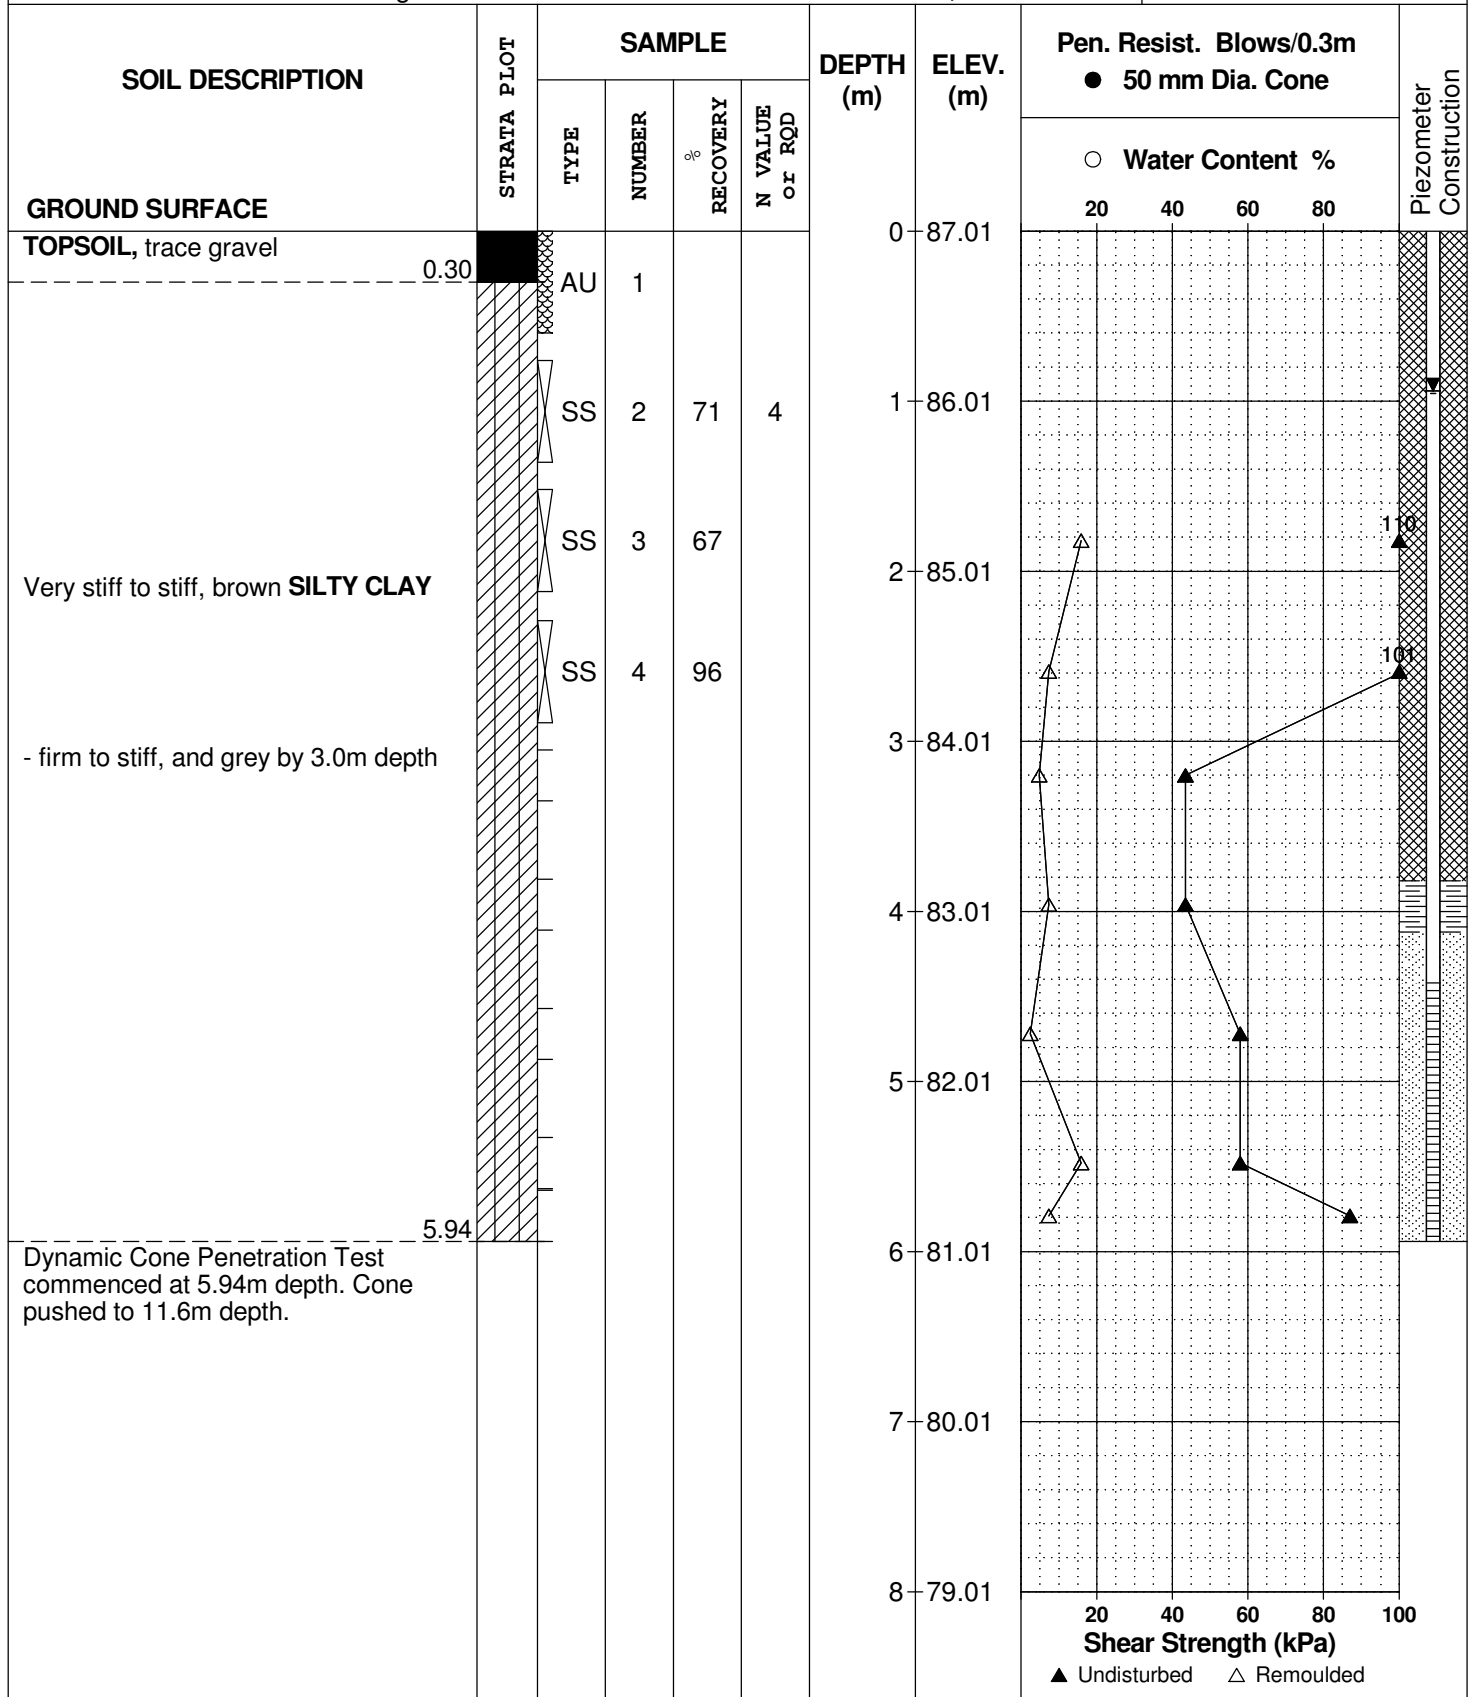 SOIL DESCRIPTION
GROUND SURFACE
STRATA PLOT
SAMPLE
TYPE
NUMBER
%
RECOVERY
N VALUE
or RQD
DEPTH
(m)
ELEV.
(m)
Pen. Resist. Blows/0.3m
● 50 mm Dia. Cone
○ Water Content %
20 40 60 80
Piezometer
Construction
TOPSOIL, trace gravel
0.30
Very stiff to stiff, brown SILTY CLAY
- firm to stiff, and grey by 3.0m depth
5.94
Dynamic Cone Penetration Test
commenced at 5.94m depth. Cone
pushed to 11.6m depth.
AU 1
SS 2 71 4
SS 3 67
SS 4 96
0 87.01
1 86.01
2 85.01
3 84.01
4 83.01
5 82.01
6 81.01
7 80.01
8 79.01
110
101
20 40 60 80 100
Shear Strength (kPa)
▲ Undisturbed △ Remoulded